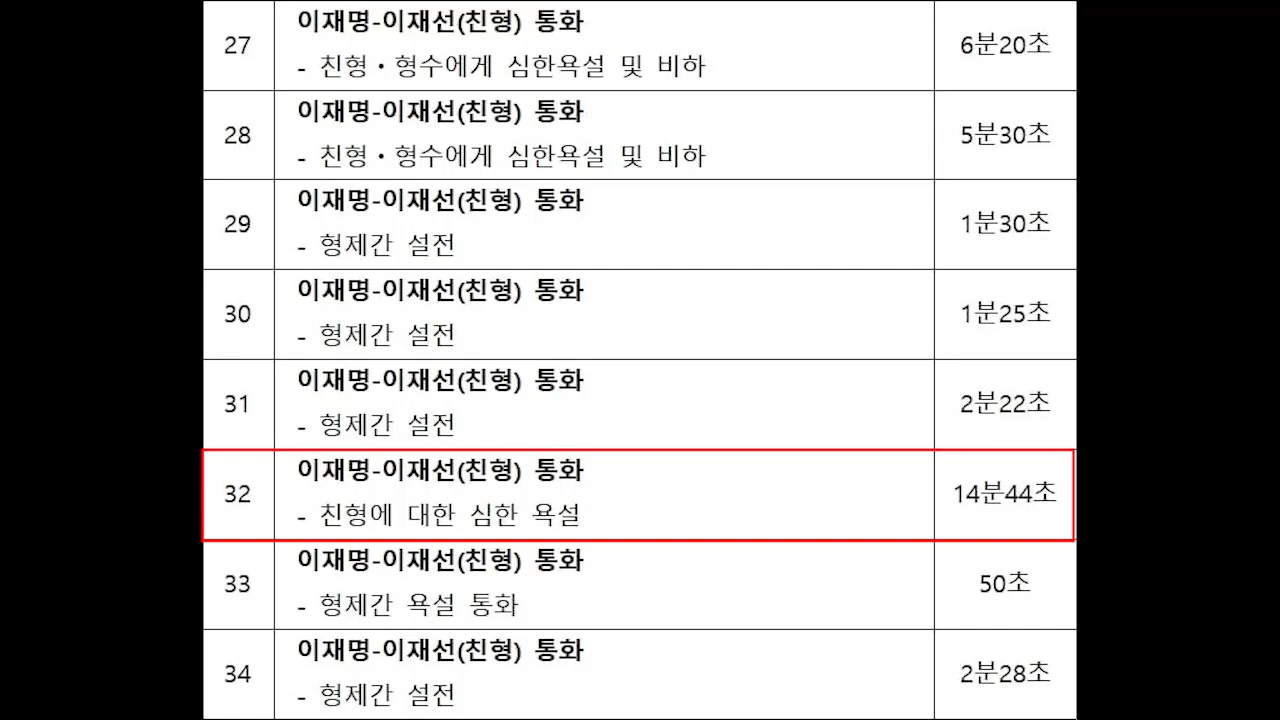 27
이재명-이재선(친형) 통화
- 친형・형수에게 심한욕설 및 비하
6분20초
28
이재명-이재선(친형) 통화
- 친형・형수에게 심한욕설 및 비하
5분30초
29
이재명-이재선(친형) 통화
- 형제간 설전
1분30초
30
이재명-이재선(친형) 통화
- 형제간 설전
1분25초
31
이재명-이재선(친형) 통화
- 형제간 설전
2분22초
32
이재명-이재선(친형) 통화
- 친형에 대한 심한 욕설
14분44초
33
이재명-이재선(친형) 통화
- 형제간 욕설 통화
50초
34
이재명-이재선(친형) 통화
- 형제간 설전
2분28초